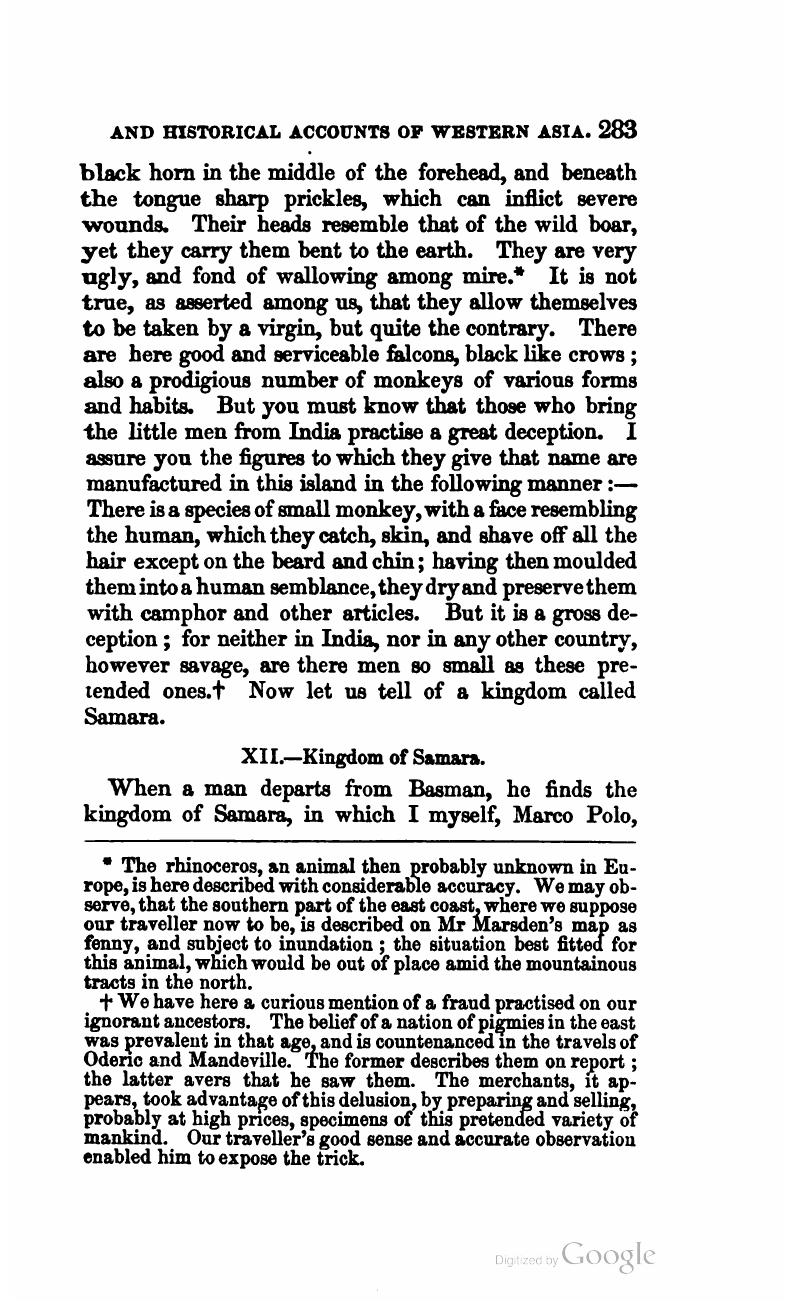 AND HISTORICAL ACCOUNTS OF WESTERN ASIA. 283
black horn in the middle of the forehead, and beneath
the tongue sharp prickles, which can inflict severe
wounds. Their heads resemble that of the wild boar,
yet they carry them bent to the earth. They are very
ugly, and fond of wallowing among mire.* It is not
true, as asserted among us, that they allow themselves
to be taken by a virgin, but quite the contrary. There
are here good and serviceable falcons, black like crows ;
also a prodigious number of monkeys of various forms
and habits. But you must know that those who bring
the little men from India practise a great deception. I
assure you the figures to which they give that name are
manufactured in this island in the following manner :—
There is a species of small monkey, with a face resembling
the human, which they catch, skin, and shave off all the
hair except on the beard and chin ; having then moulded
them into a human semblance, they dry and preserve them
with camphor and other articles. But it is a gross de-
ception ; for neither in India, nor in any other country,
however savage, are there men so small as these pre-
tended ones.† Now let us tell of a kingdom called
Samara.
XII.—Kingdom of Samara.
When a man departs from Basman, he finds the
kingdom of Samara, in which I myself, Marco Polo,
* The rhinoceros, an animal then probably unknown in Eu-
rope, is here described with considerable accuracy. We may ob-
serve, that the southern part of the east coast, where we suppose
our traveller now to be, is described on Mr Marsden's map as
fenny, and subject to inundation ; the situation best fitted for
this animal, which would be out of place amid the mountainous
tracts in the north.
† We have here a curious mention of a fraud practised on our
ignorant ancestors. The belief of a nation of pigmies in the east
was prevalent in that age, and is countenanced in the travels of
Oderic and Mandeville. The former describes them on report ;
the latter avers that he saw them. The merchants, it ap-
pears, took advantage of this delusion, by preparing and selling,
probably at high prices, specimens of this pretended variety of
mankind. Our traveller's good sense and accurate observation
enabled him to expose the trick.
Digitized by Google